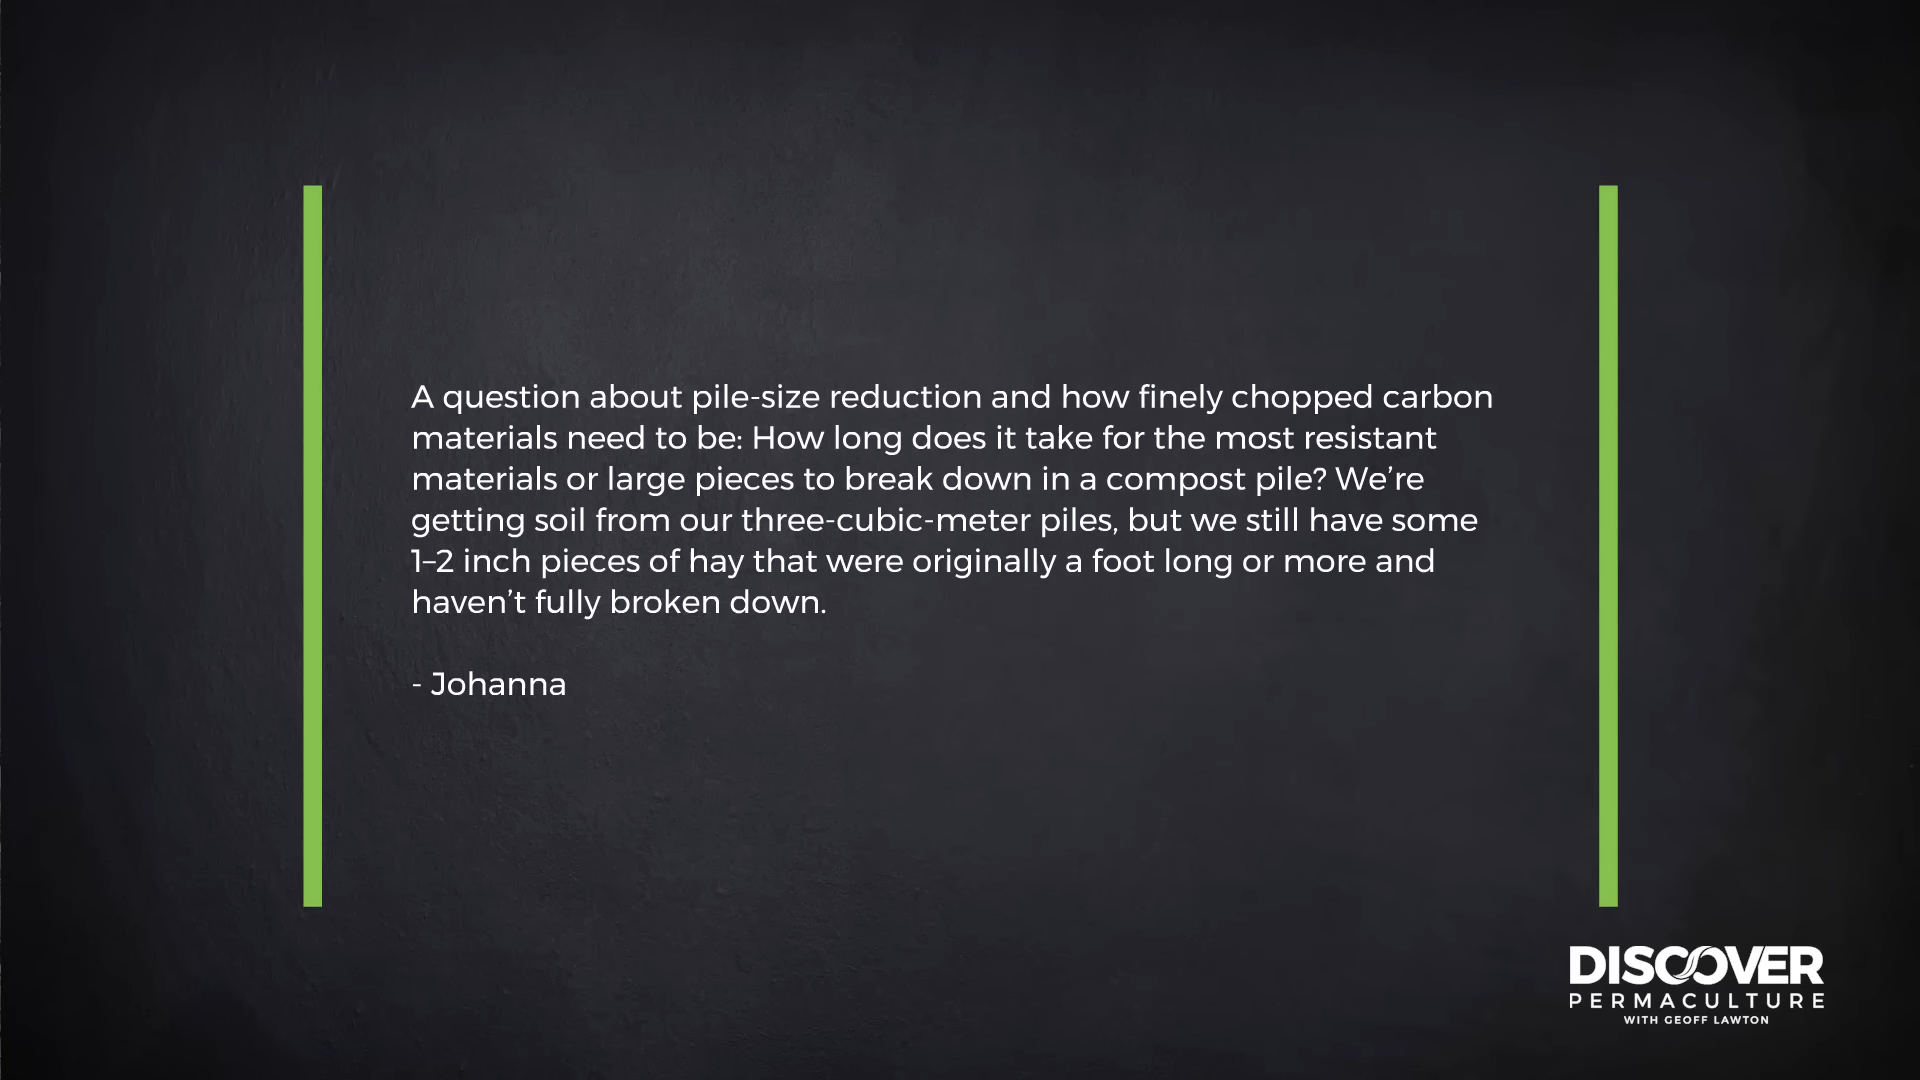 A question about pile-size reduction and how finely chopped carbon
materials need to be: How long does it take for the most resistant
materials or large pieces to break down in a compost pile? We’re
getting soil from our three-cubic-meter piles, but we still have some
1–2 inch pieces of hay that were originally a foot long or more and
haven’t fully broken down.
- Johanna
DISCOVER
PERMACULTURE
WITH GEOFF LAWTON